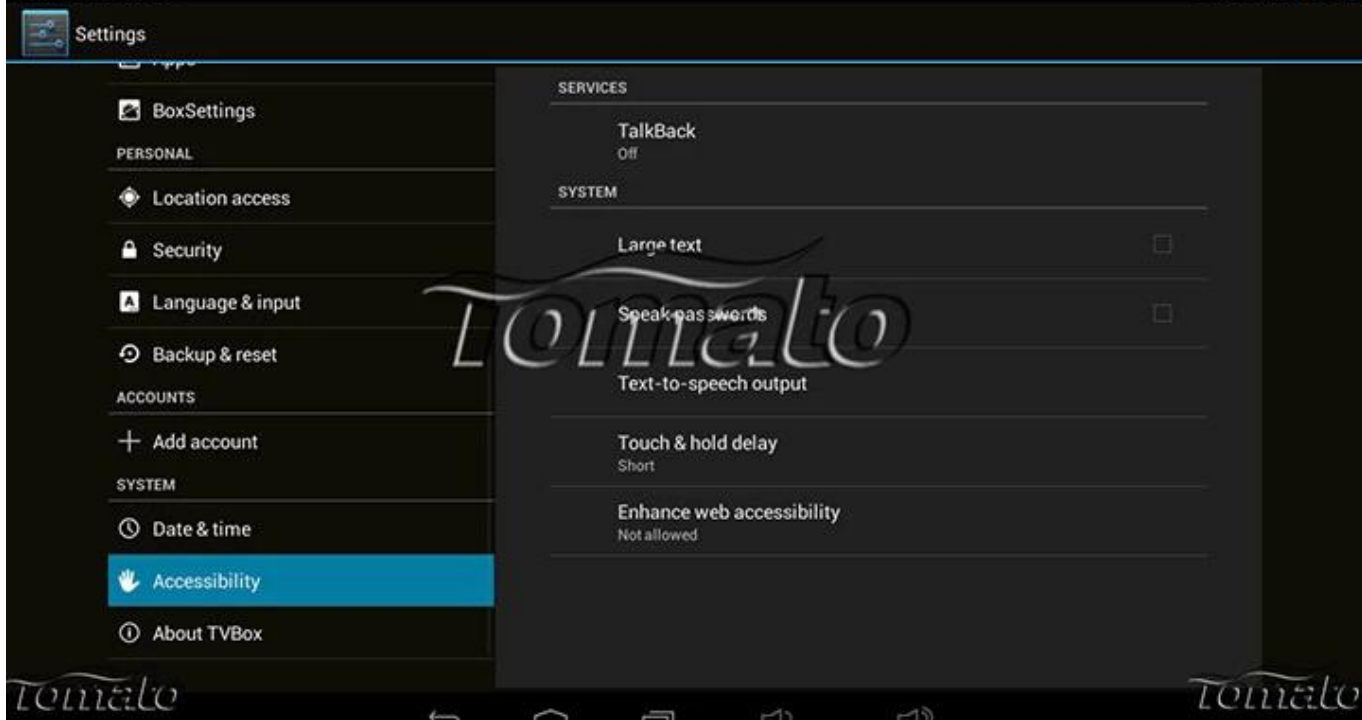 Settings
Apps
BoxSettings
PERSONAL
Location access
Security
Language & input
Backup & reset
ACCOUNTS
Add account
SYSTEM
Date & time
Accessibility
About TVBox
SERVICES
TalkBack
Off
SYSTEM
Large text
Speak passwords
Text-to-speech output
Touch & hold delay
Short
Enhance web accessibility
Not allowed
Tomato
Tomato
Tomato